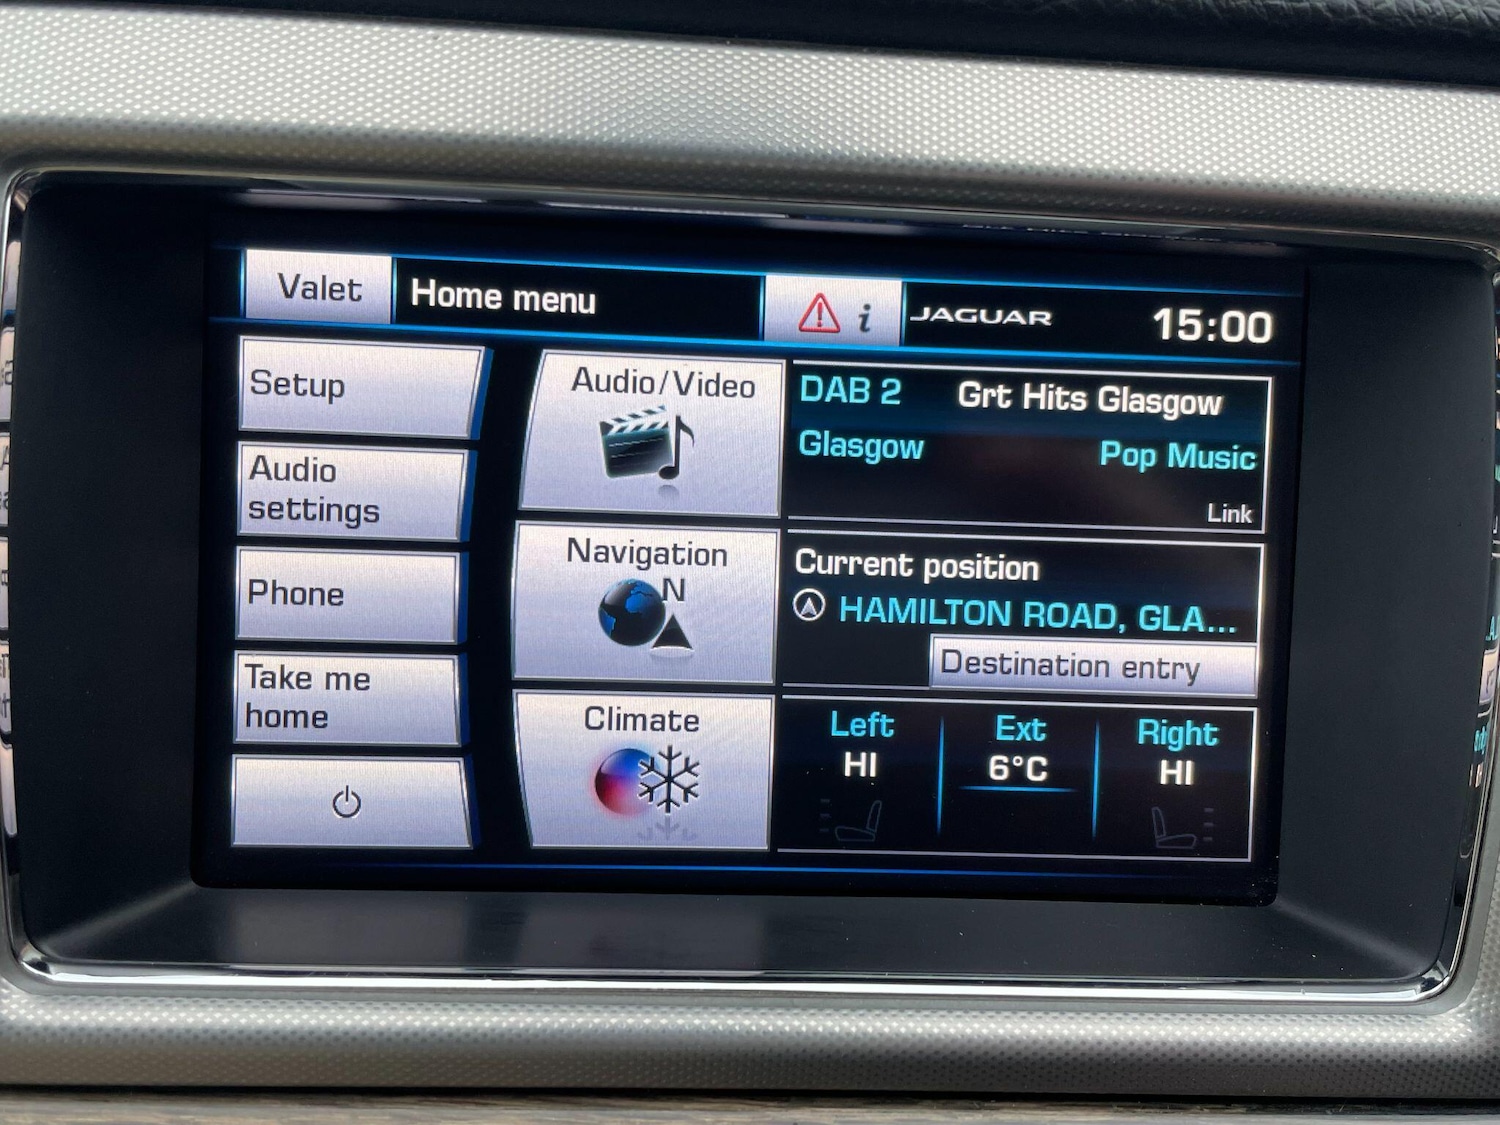 Valet
Home menu
i
JAGUAR
15:00
Setup
Audio
settings
Phone
Take me
home
Audio/Video
Navigation
N
Climate
DAB 2 Grt Hits Glasgow
Glasgow Pop Music
Link
Current position
HAMILTON ROAD, GLA...
Destination entry
Left Ext Right
HI 6°C HI